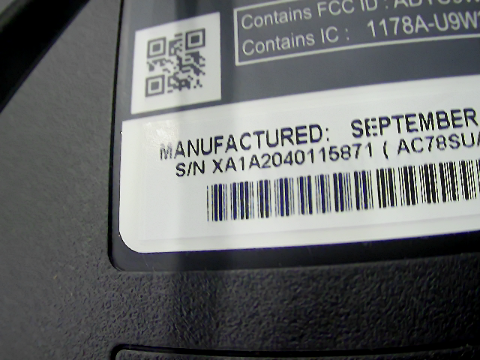 Contains FCC ID :
Contains IC : 1178A-U9W
MANUFACTURED: SEPTEMBER
S/N XA1A2040115871 ( AC78SU